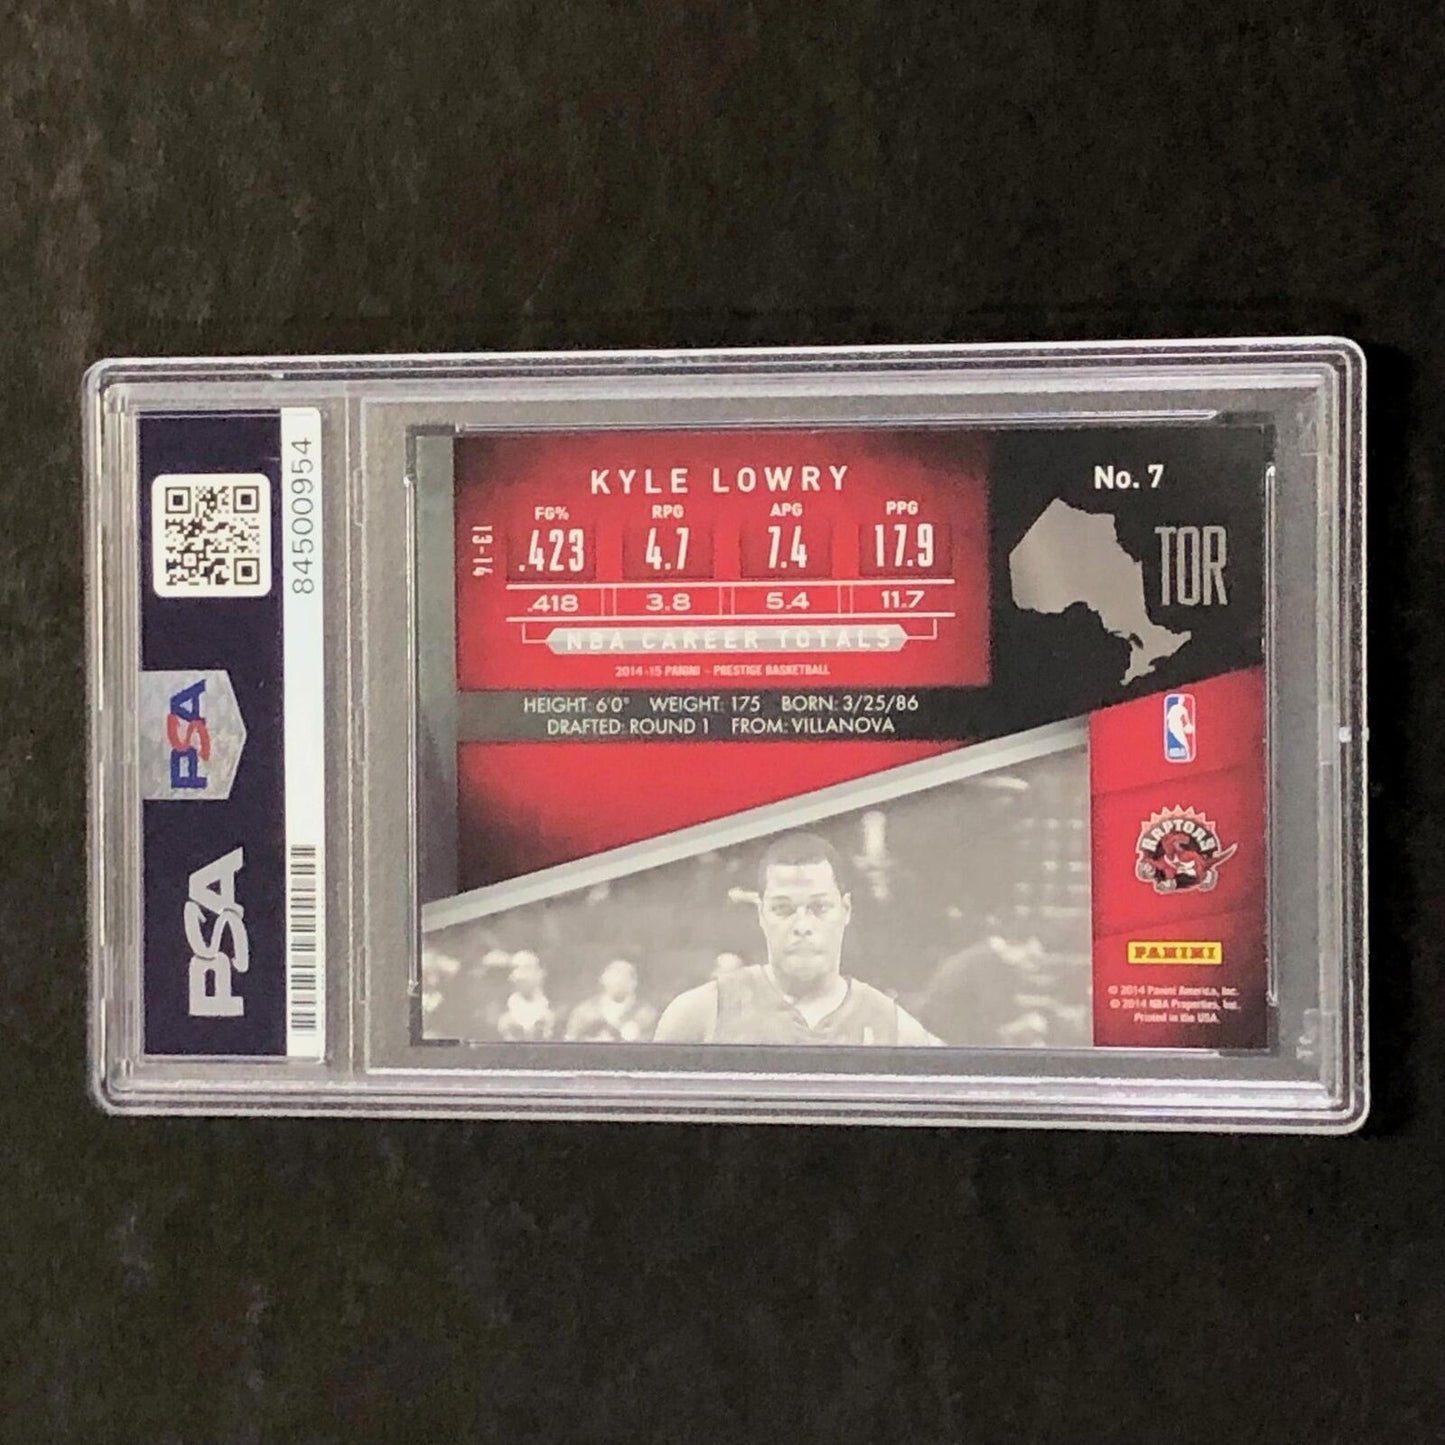 84500954
PSA
PSA
KYLE LOWRY
FG% RPG APG PPG
13-14 .423 4.7 7.4 17.9
.418 3.8 5.4 11.7
NBA CAREER TOTALS
2014-15 PANINI - PRESTIGE BASKETBALL
HEIGHT: 6'0" WEIGHT: 175 BORN: 3/25/86
DRAFTED: ROUND 1 FROM: VILLANOVA
No. 7
TOR
NBA
RAPTORS
PANINI
© 2014 Panini America, Inc.
© 2014 NBA Properties, Inc.
Printed in the USA.